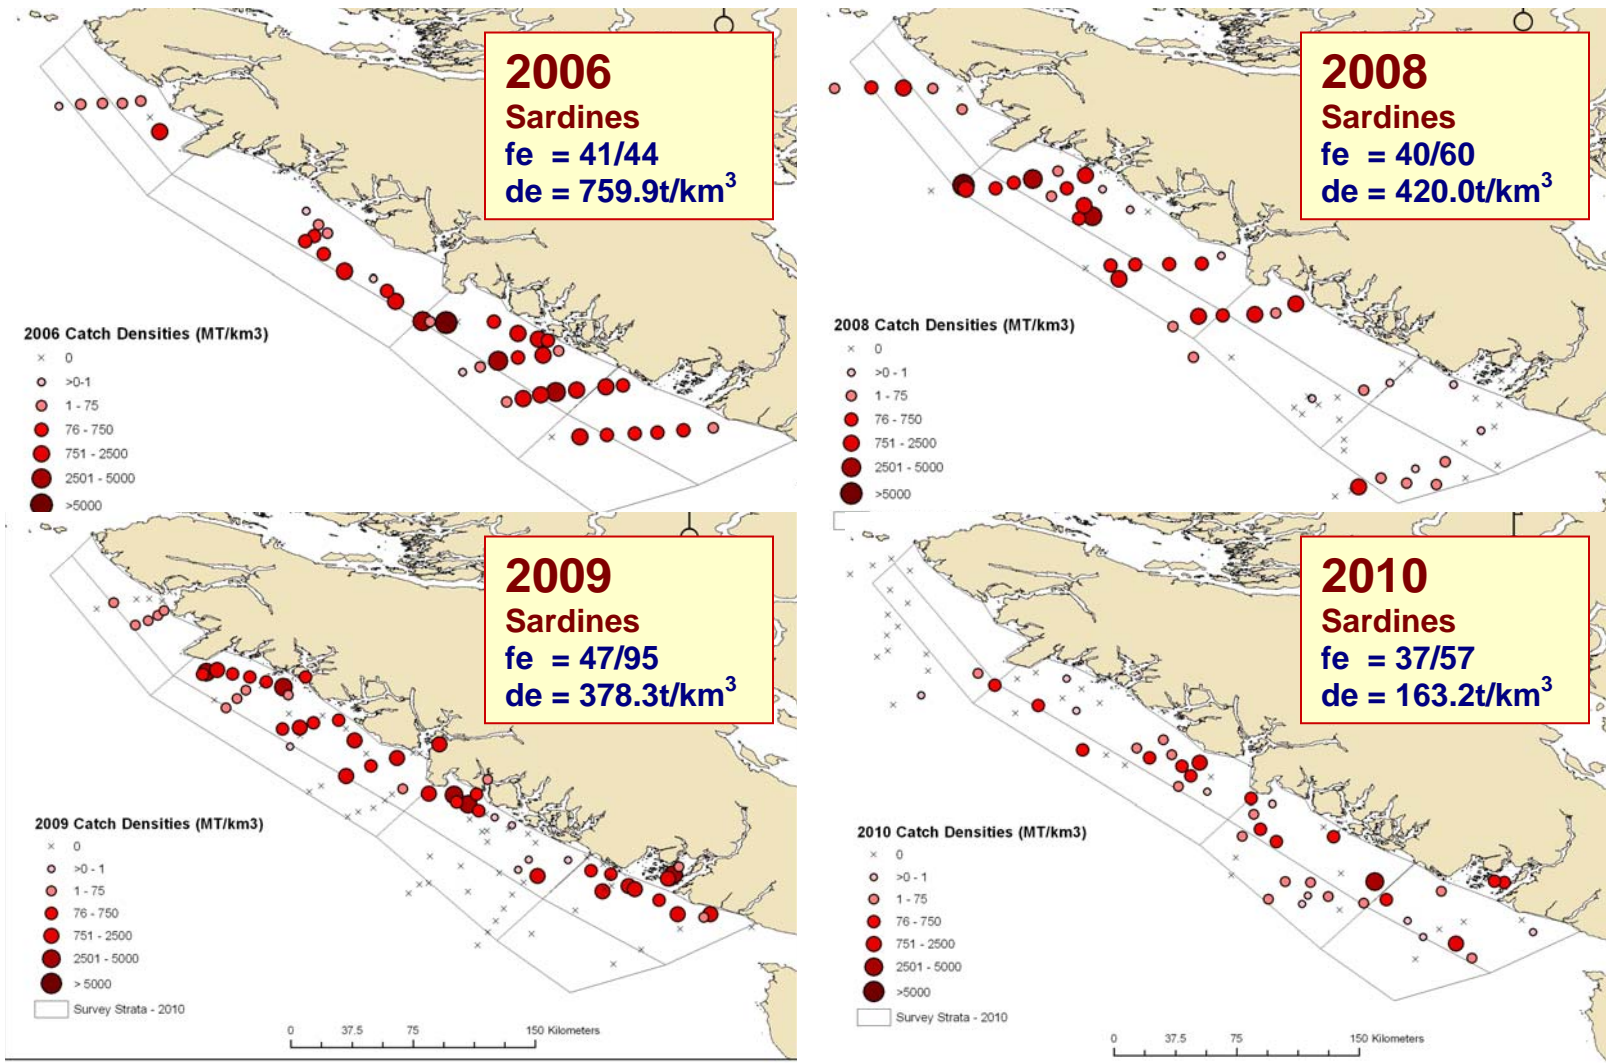 2006
Sardines
fe = 41/44
de = 759.9t/km³
2006 Catch Densities (MT/km3)
0
>0-1
1 - 75
76 - 750
751 - 2500
2501 - 5000
>5000
2008
Sardines
fe = 40/60
de = 420.0t/km³
2008 Catch Densities (MT/km3)
0
>0 - 1
1 - 75
76 - 750
751 - 2500
2501 - 5000
>5000
2009
Sardines
fe = 47/95
de = 378.3t/km³
2009 Catch Densities (MT/km3)
0
>0 - 1
1 - 75
76 - 750
751 - 2500
2501 - 5000
> 5000
Survey Strata - 2010
0 37.5 75 150 Kilometers
2010
Sardines
fe = 37/57
de = 163.2t/km³
2010 Catch Densities (MT/km3)
0
>0 - 1
1 - 75
76 - 750
751 - 2500
2501 - 5000
>5000
Survey Strata - 2010
0 37.5 75 150 Kilometers